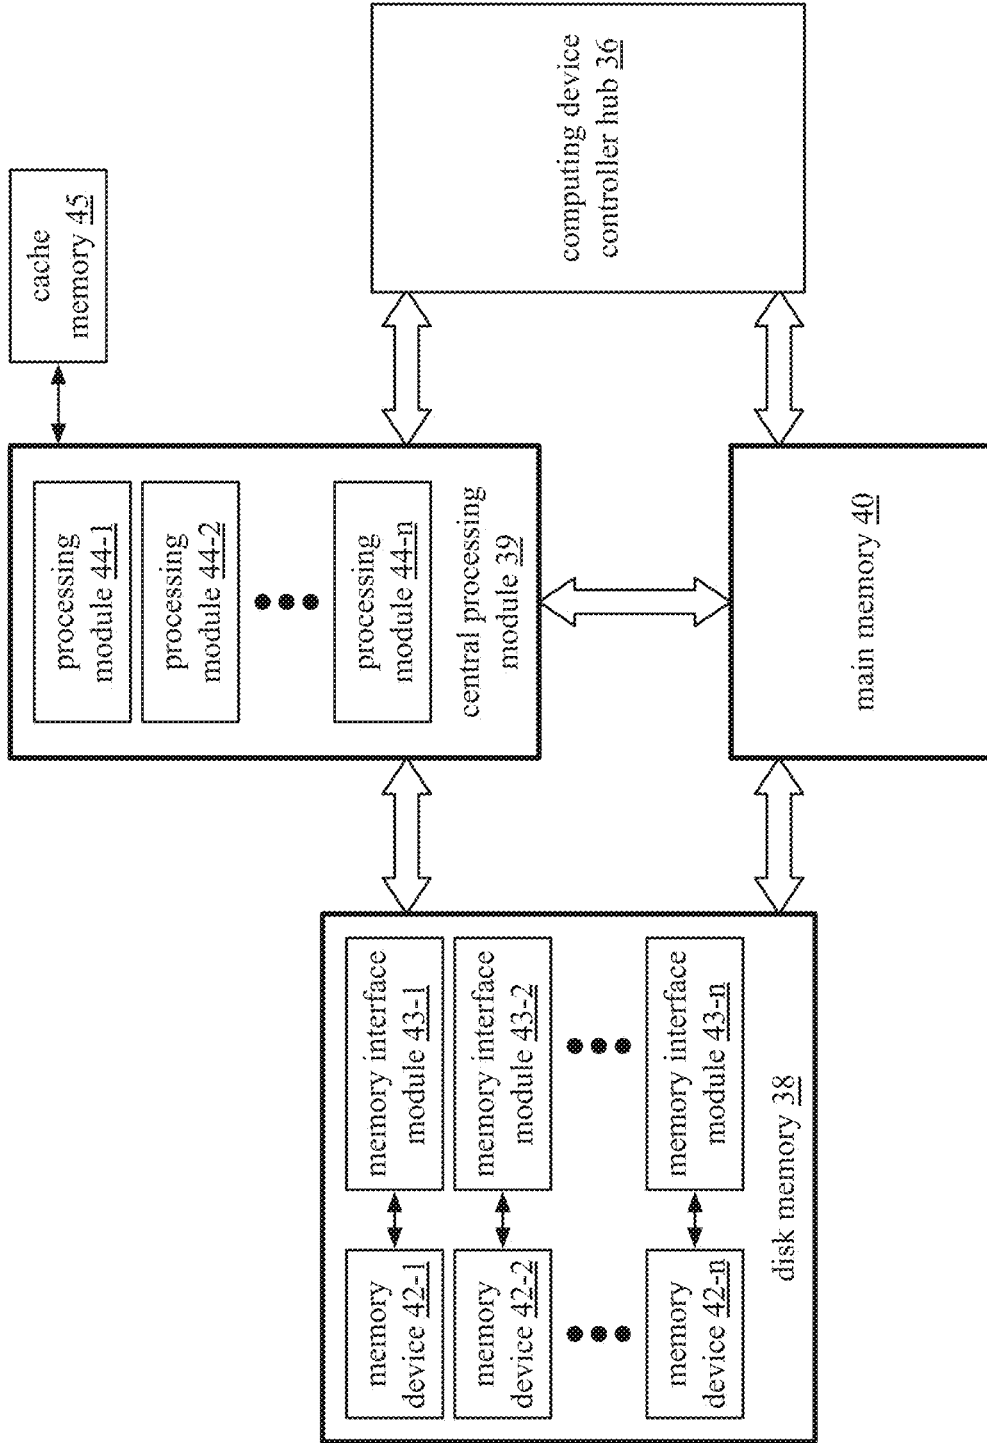 memory
device 42-1
memory interface
module 43-1
memory
device 42-2
memory interface
module 43-2
memory
device 42-n
memory interface
module 43-n
disk memory 38
processing
module 44-1
processing
module 44-2
processing
module 44-n
central processing
module 39
main memory 40
cache
memory 45
computing device
controller hub 36